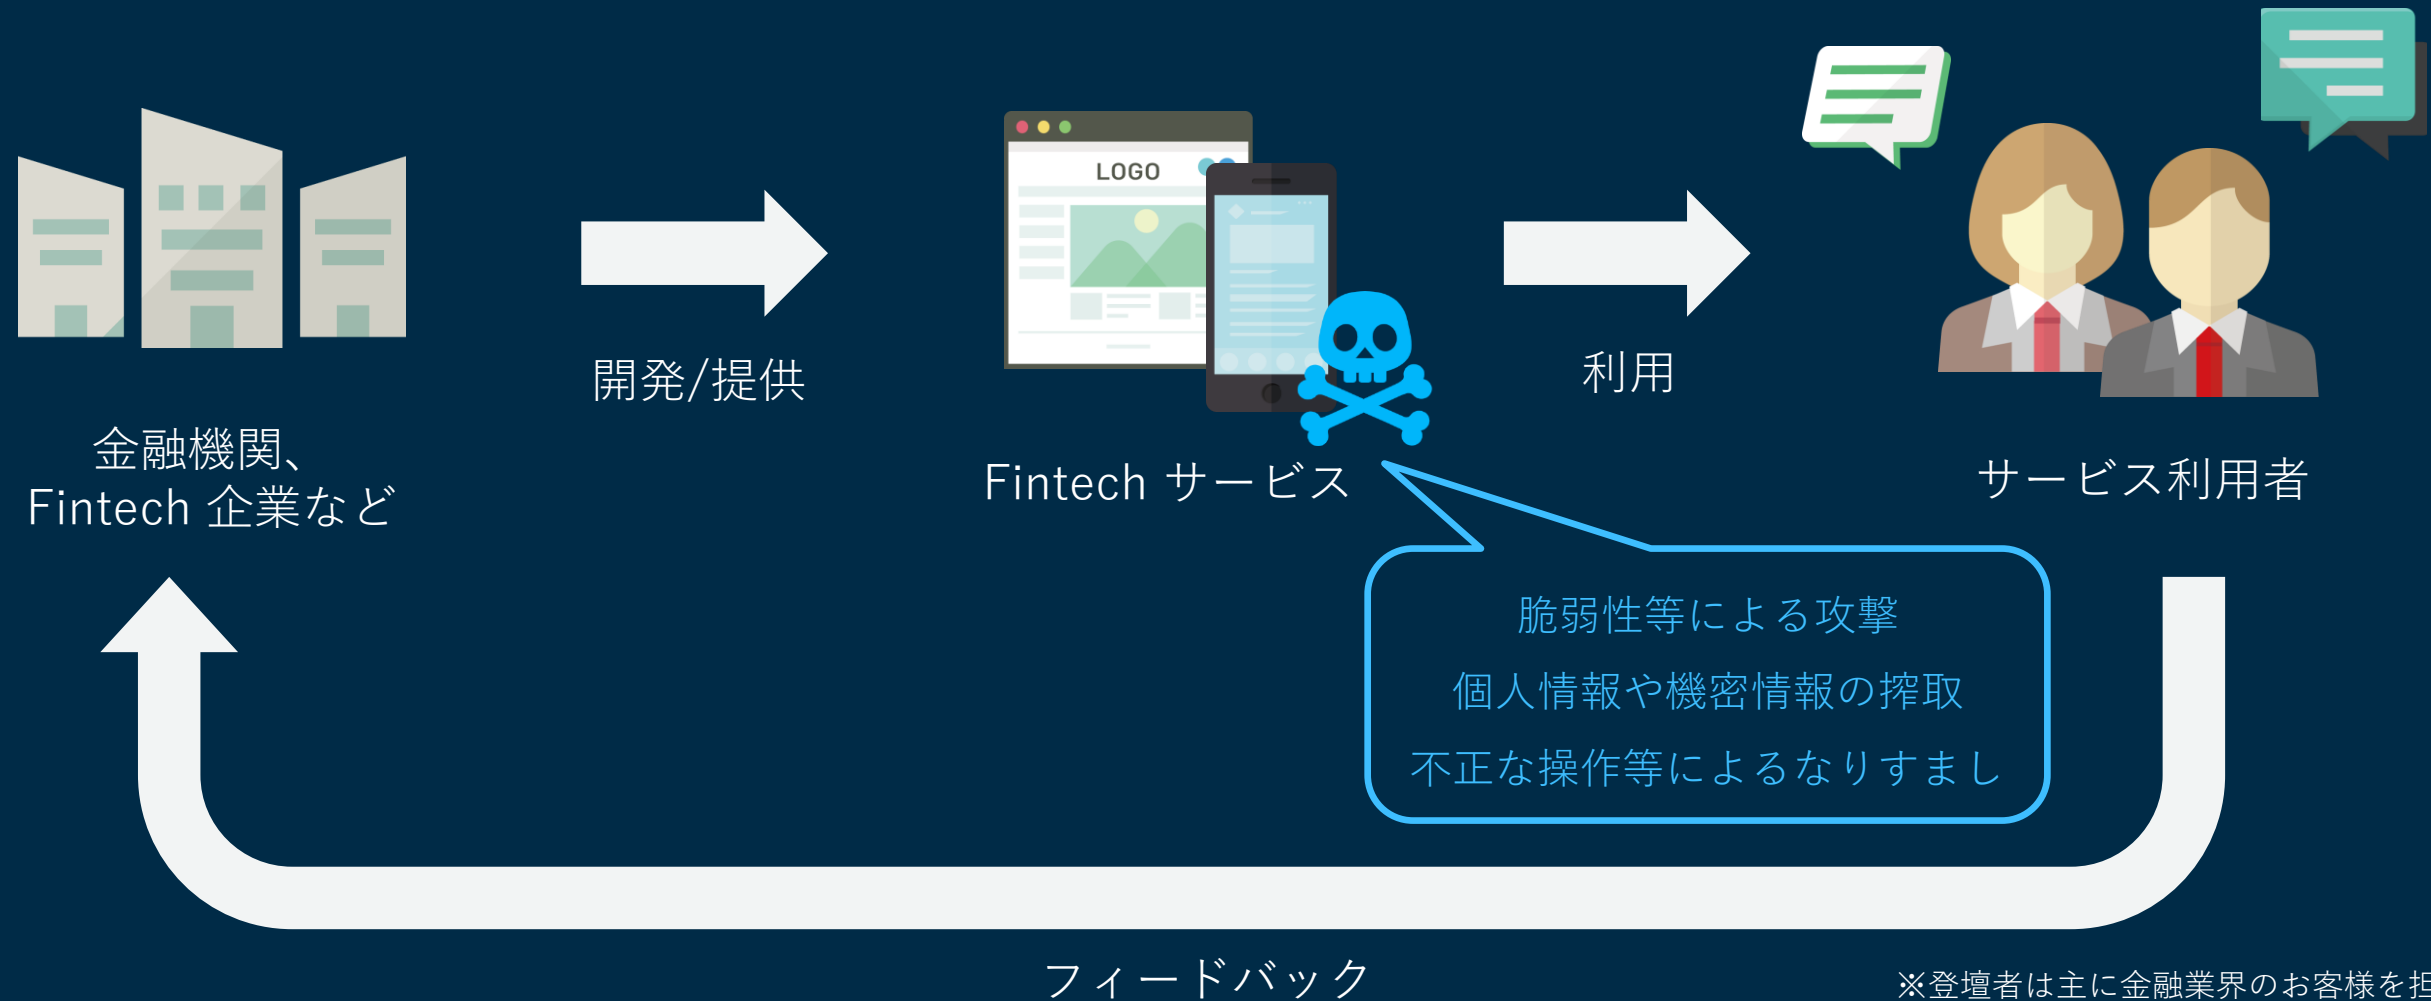 LOGO
開発/提供
利用
金融機関、
Fintech 企業など
Fintech サービス
サービス利用者
脆弱性等による攻撃
個人情報や機密情報の搾取
不正な操作等によるなりすまし
フィードバック
※登壇者は主に金融業界のお客様を担